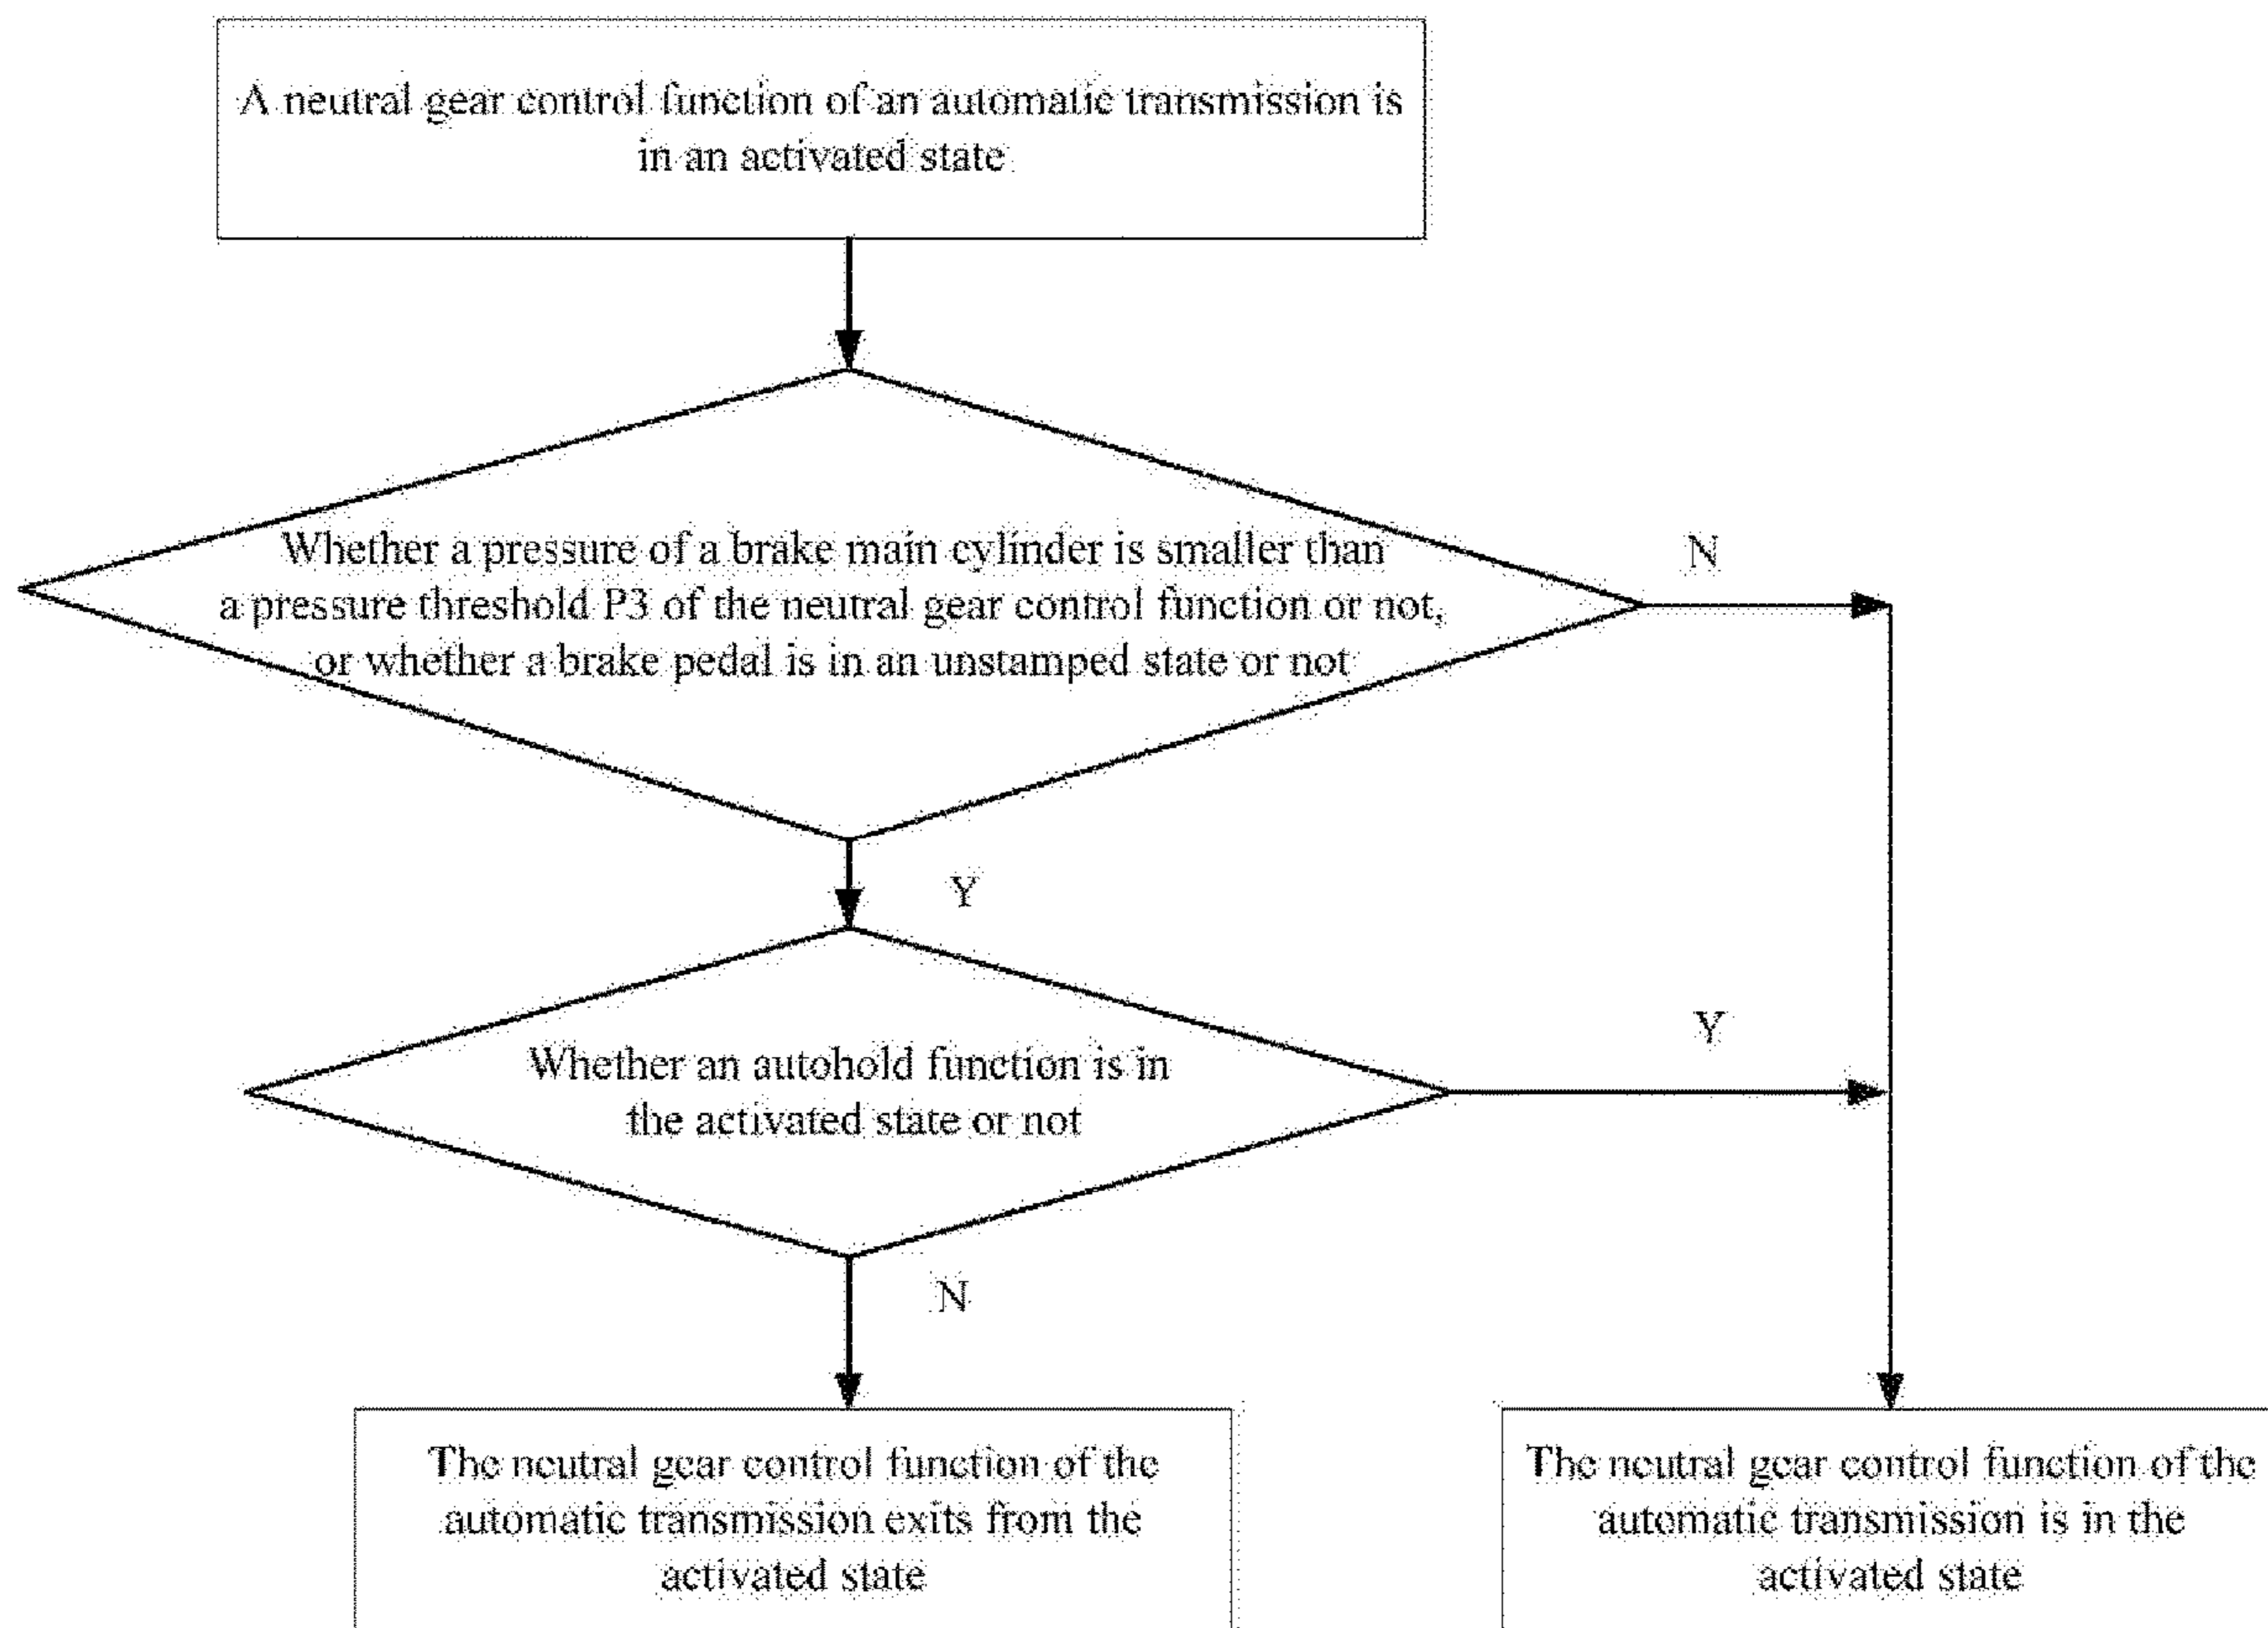 A neutral gear control function of an automatic transmission is
in an activated state
Whether a pressure of a brake main cylinder is smaller than
a pressure threshold P3 of the neutral gear control function or not,
or whether a brake pedal is in an unstamped state or not
N
Y
Whether an autohold function is in
the activated state or not
Y
N
The neutral gear control function of the
automatic transmission exits from the
activated state
The neutral gear control function of the
automatic transmission is in the
activated state